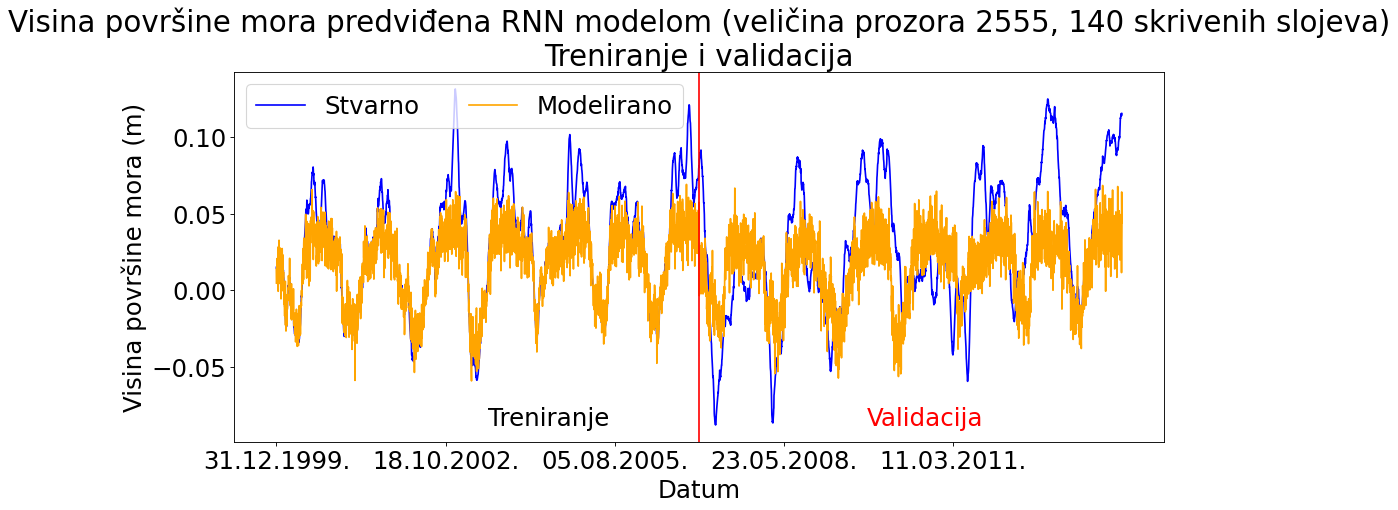 Visina površine mora predviđena RNN modelom (veličina prozora 2555, 140 skrivenih slojeva)
Treniranje i validacija
Stvarno
Modelirano
Visina površine mora (m)
0.10
0.05
0.00
−0.05
Treniranje
Validacija
31.12.1999.
18.10.2002.
05.08.2005.
23.05.2008.
11.03.2011.
Datum